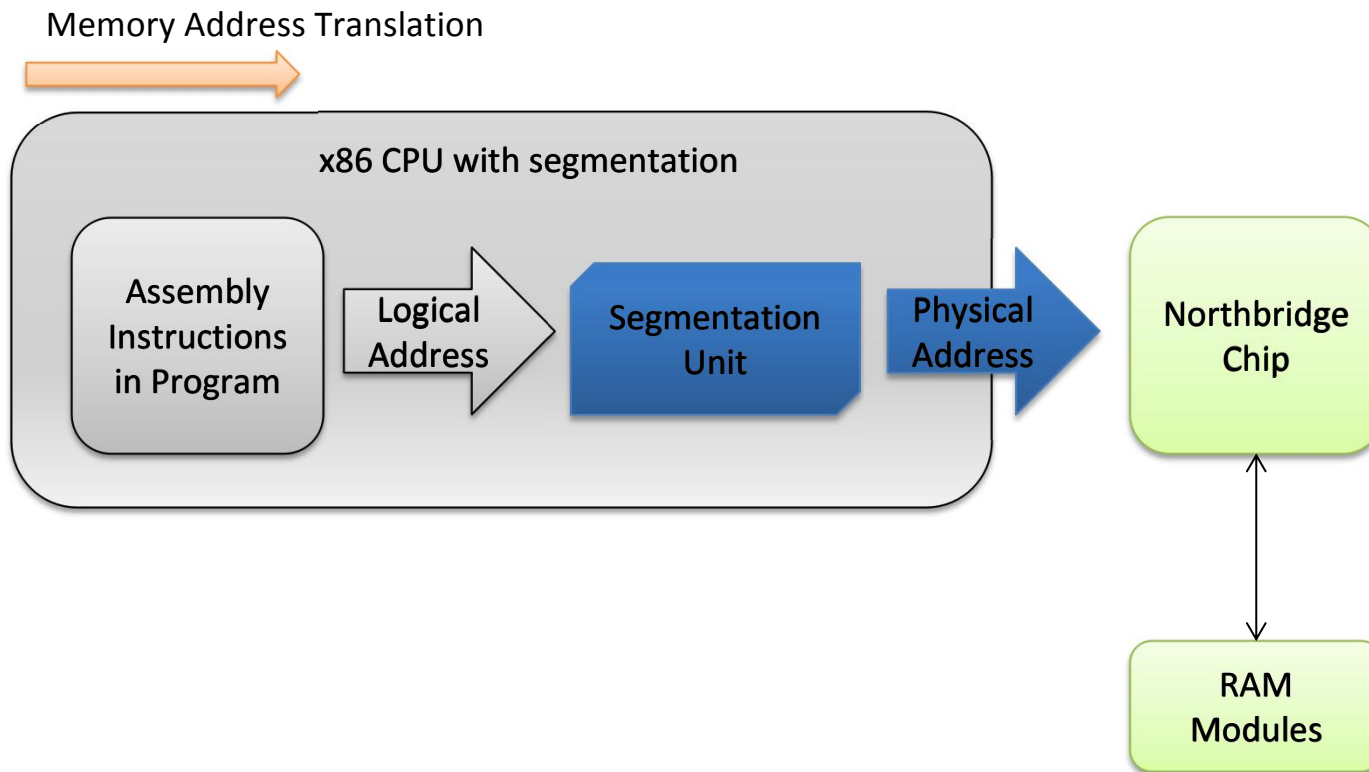 Memory Address Translation
x86 CPU with segmentation
Assembly
Instructions
in Program
Logical
Address
Segmentation
Unit
Physical
Address
Northbridge
Chip
RAM
Modules